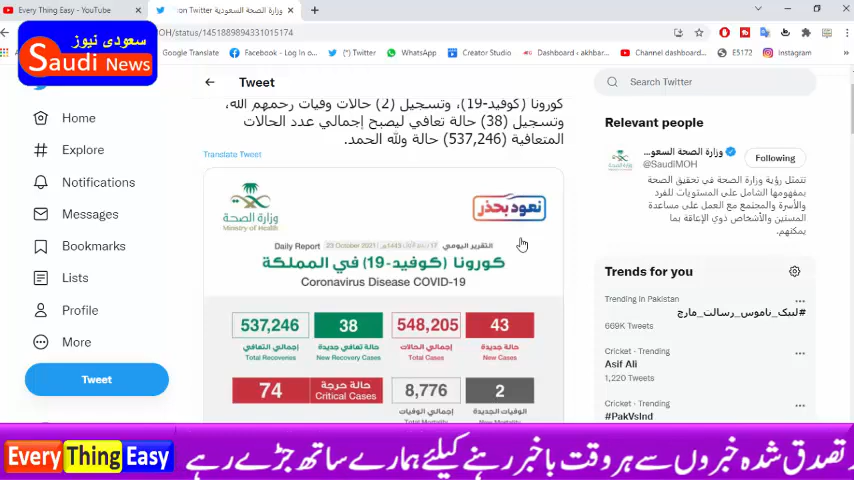 Every Thing Easy - YouTube
وزارة الصحة السعودية on Twitter
MOH/status/1451889894331015174
Google Translate
Facebook - Log In o...
(*) Twitter
WhatsApp
Creator Studio
Dashboard - akhbar...
Channel dashboard...
E5172
Instagram
سعودی نیوز
Saudi News
Tweet
Search Twitter
كورونا (كوفيد-19)، وتسجيل (2) حالات وفيات رحمهم الله،
وتسجيل (38) حالة تعافي ليصبح إجمالي عدد الحالات
المتعافية (537,246) حالة ولله الحمد.
Translate Tweet
Home
Explore
Notifications
Messages
Bookmarks
Lists
Profile
More
Tweet
وزارة الصحة
Ministry of Health
نعود بحذر
Daily Report
23 October 2021
التقرير اليومي
كورونا (كوفيد-19) في المملكة
Coronavirus Disease COVID-19
537,246
38
548,205
43
إجمالي التعافي
حالة تعافي جديدة
إجمالي الحالات
حالة جديدة
Total Recoveries
New Recovery Cases
Total Cases
New Cases
74
حالة حرجة
Critical Cases
8,776
2
إجمالي الوفيات
الوفيات الجديدة
Relevant people
وزارة الصحة السعو...
@SaudiMOH
Following
تتمثل رؤية وزارة الصحة في تحقيق الصحة
بمفهومها الشامل على المستويات للفرد
والأسرة والمجتمع مع العمل على مساعدة
المسنين والأشخاص ذوي الإعاقة بما
يمكنهم.
Trends for you
Trending in Pakistan
#لبیک_ناموس_رسالت_مارچ
669K Tweets
Cricket · Trending
Asif Ali
1,220 Tweets
Cricket · Trending
#PakVsInd
Every Thing Easy
تصدق شدہ خبروں سے ہر وقت با خبر رہنے کیلئے ہمارے ساتھ جڑے رہے